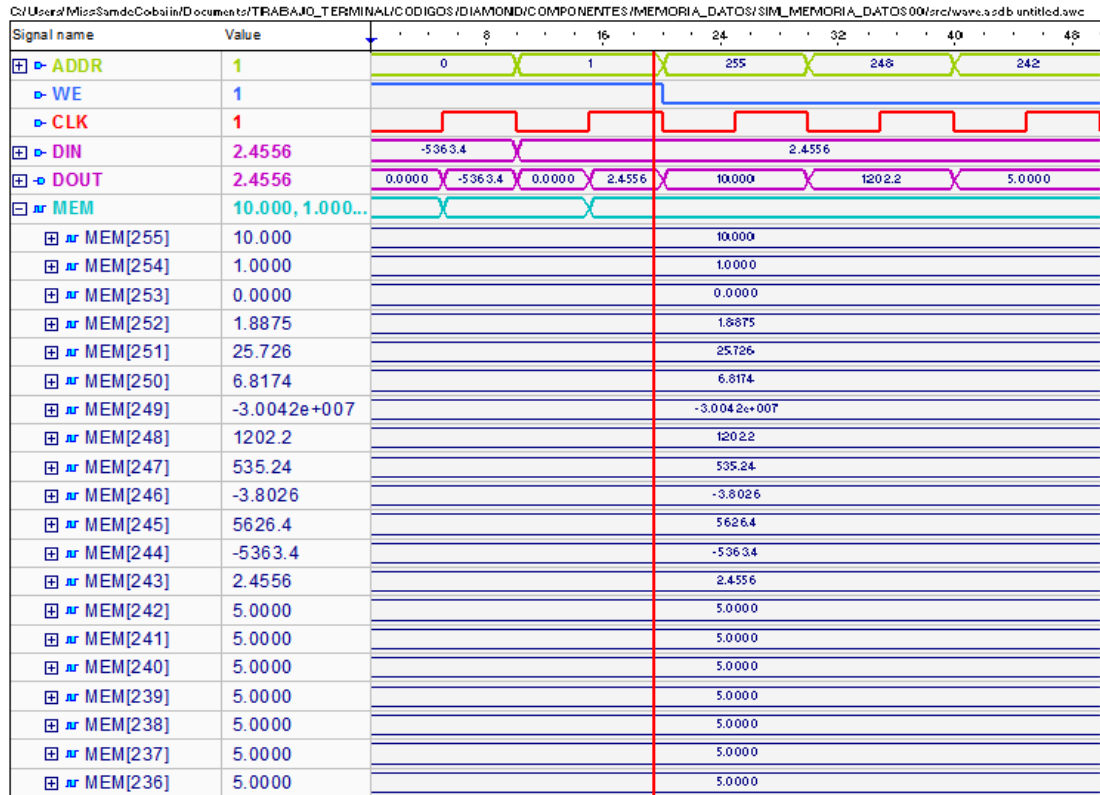 C:/Users/MissSamdeCobaiin/Documents/TRABAJO_TERMINAL/CODIGOS/DIAMOND/COMPONENTES/MEMORIA_DATOS/SIM_MEMORIA_DATOS00/src/wave.asdb untitled.awc
Signal name Value 8 16 24 32 40 48
ADDR 1 0 1 255 248 242
WE 1
CLK 1
DIN 2.4556 -5363.4 2.4556
DOUT 2.4556 0.0000 -5363.4 0.0000 2.4556 10.000 1202.2 5.0000
MEM 10.000, 1.000...
MEM[255] 10.000 10.000
MEM[254] 1.0000 1.0000
MEM[253] 0.0000 0.0000
MEM[252] 1.8875 1.8875
MEM[251] 25.726 25.726
MEM[250] 6.8174 6.8174
MEM[249] -3.0042e+007 -3.0042e+007
MEM[248] 1202.2 1202.2
MEM[247] 535.24 535.24
MEM[246] -3.8026 -3.8026
MEM[245] 5626.4 5626.4
MEM[244] -5363.4 -5363.4
MEM[243] 2.4556 2.4556
MEM[242] 5.0000 5.0000
MEM[241] 5.0000 5.0000
MEM[240] 5.0000 5.0000
MEM[239] 5.0000 5.0000
MEM[238] 5.0000 5.0000
MEM[237] 5.0000 5.0000
MEM[236] 5.0000 5.0000